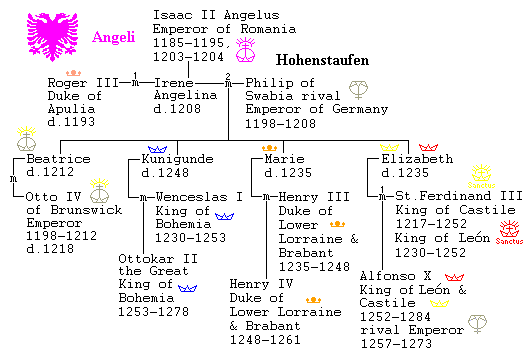 Isaac II Angelus
Emperor of Romania
1185-1195,
1203-1204
Angeli
Hohenstaufen
1
2
Roger III
Duke of
Apulia
d.1193
m
Irene
Angelina
d.1208
m
Philip of
Swabia rival
Emperor of Germany
1198-1208
Beatrice
d.1212
m
Otto IV
of Brunswick
Emperor
1198-1212
d.1218
Kunigunde
d.1248
m
Wenceslas I
King of
Bohemia
1230-1253
Ottokar II
the Great
King of
Bohemia
1253-1278
Marie
d.1235
m
Henry III
Duke of
Lower
Lorraine &
Brabant
1235-1248
Henry IV
Duke of
Lower Lorraine
& Brabant
1248-1261
Elizabeth
d.1235
Sanctus
1
m
St.Ferdinand III
King of Castile
1217-1252
King of León
1230-1252
Sanctus
Alfonso X
King of León &
Castile
1252-1284
rival Emperor
1257-1273